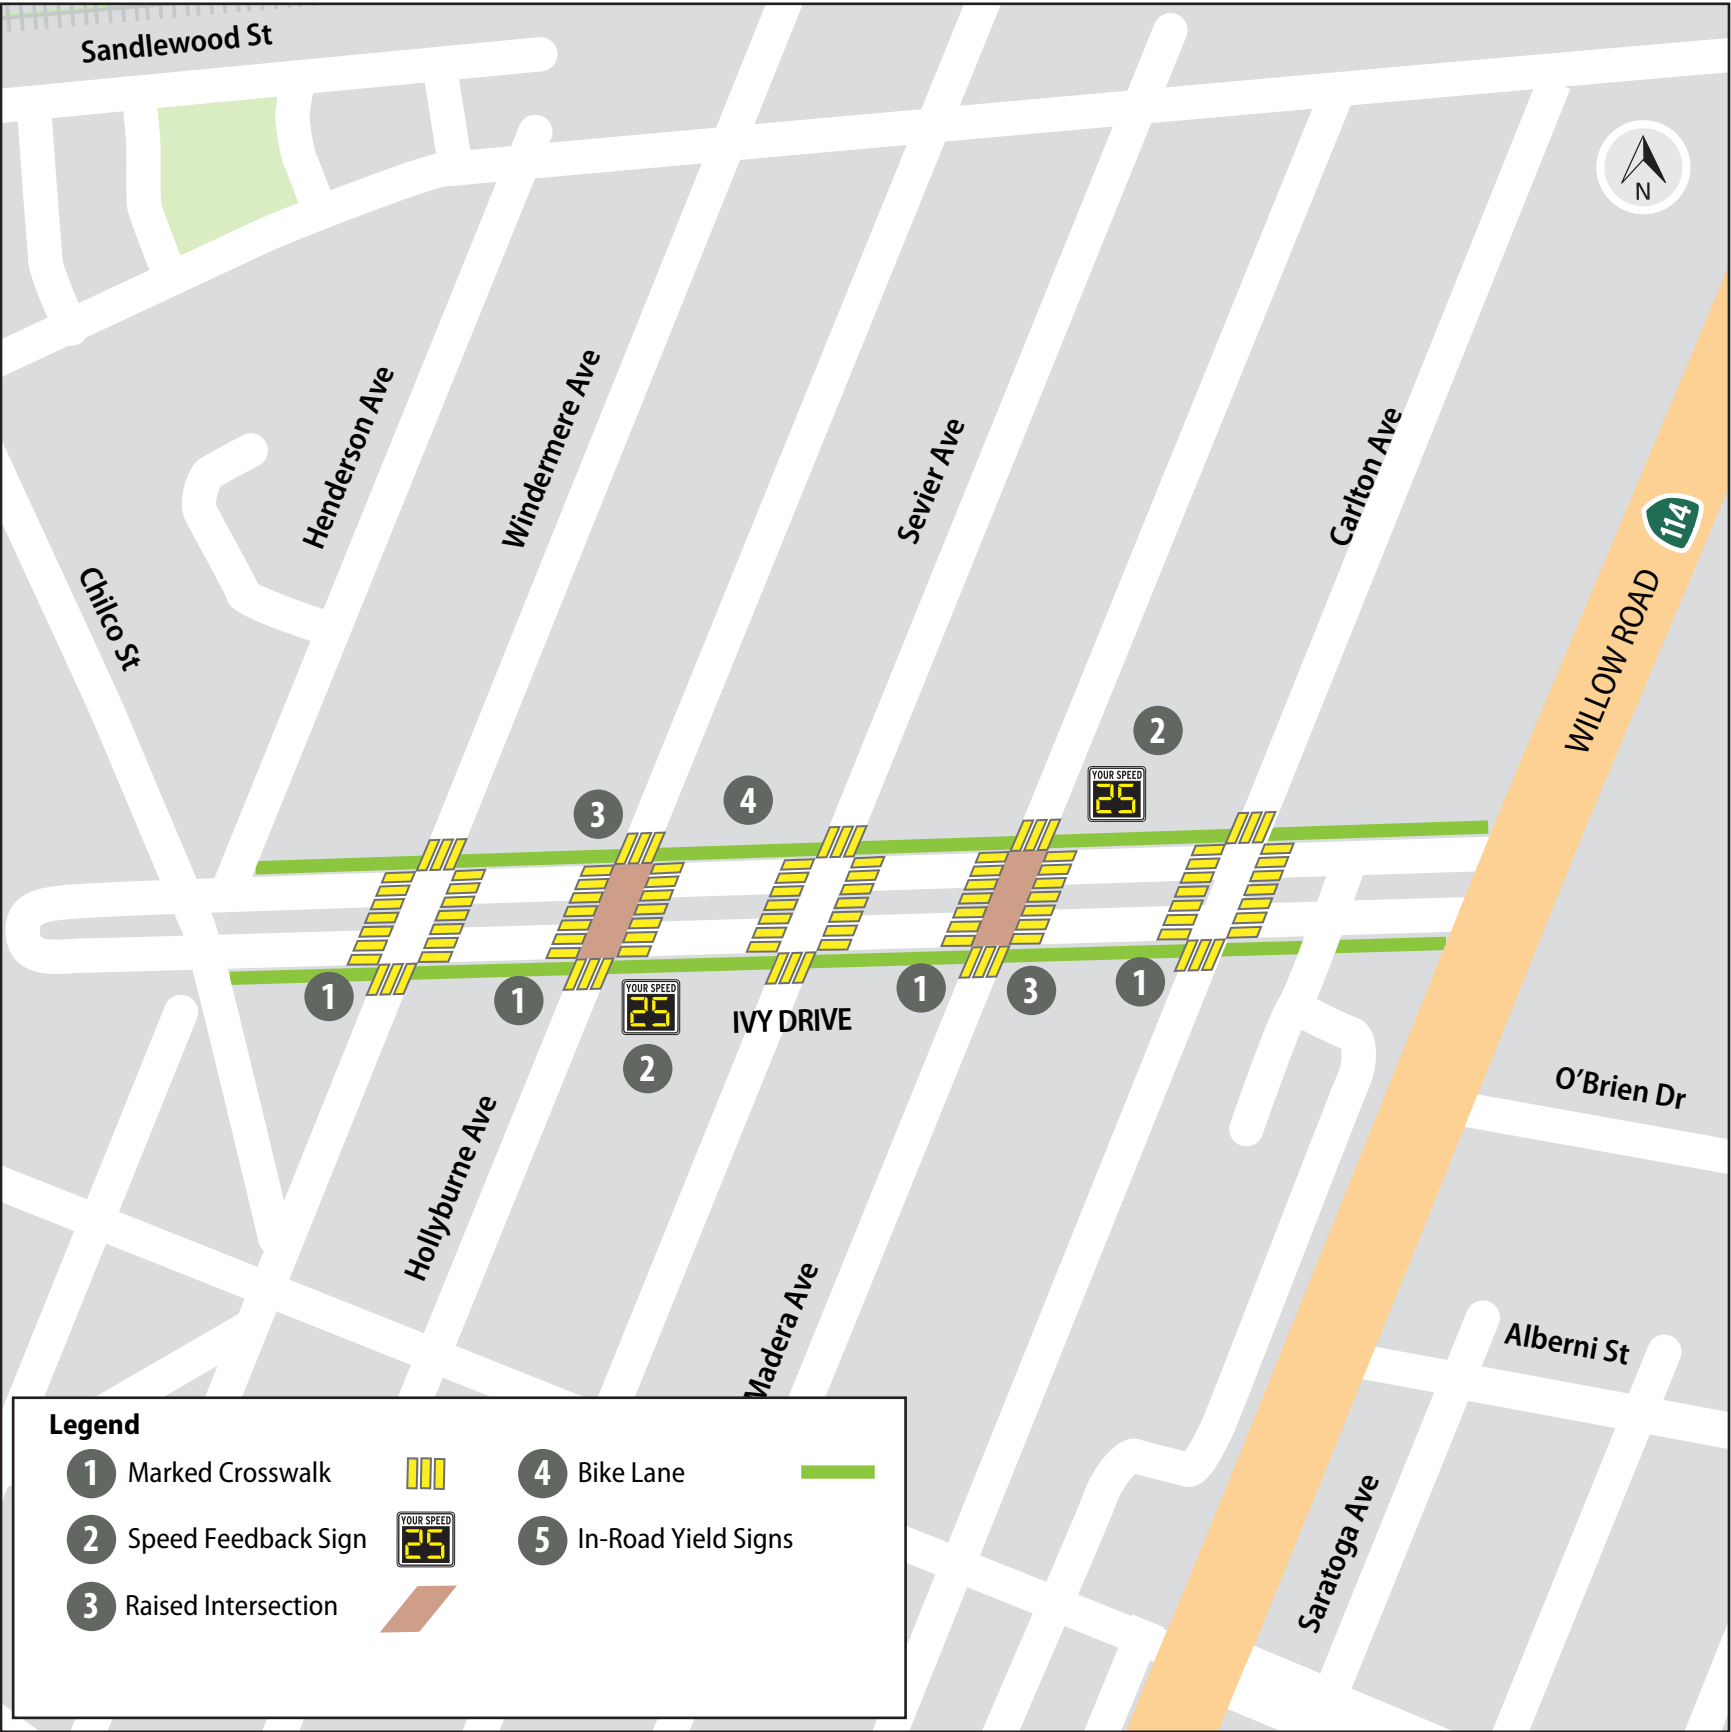 Sandlewood St
N
Henderson Ave
Windermere Ave
Sevier Ave
Carlton Ave
114
WILLOW ROAD
Chilco St
2
YOUR SPEED
25
3
4
1
1
YOUR SPEED
25
2
IVY DRIVE
1
3
1
O'Brien Dr
Hollyburne Ave
Madera Ave
Alberni St
Saratoga Ave
Legend
1 Marked Crosswalk
2 Speed Feedback Sign
YOUR SPEED
25
3 Raised Intersection
4 Bike Lane
5 In-Road Yield Signs